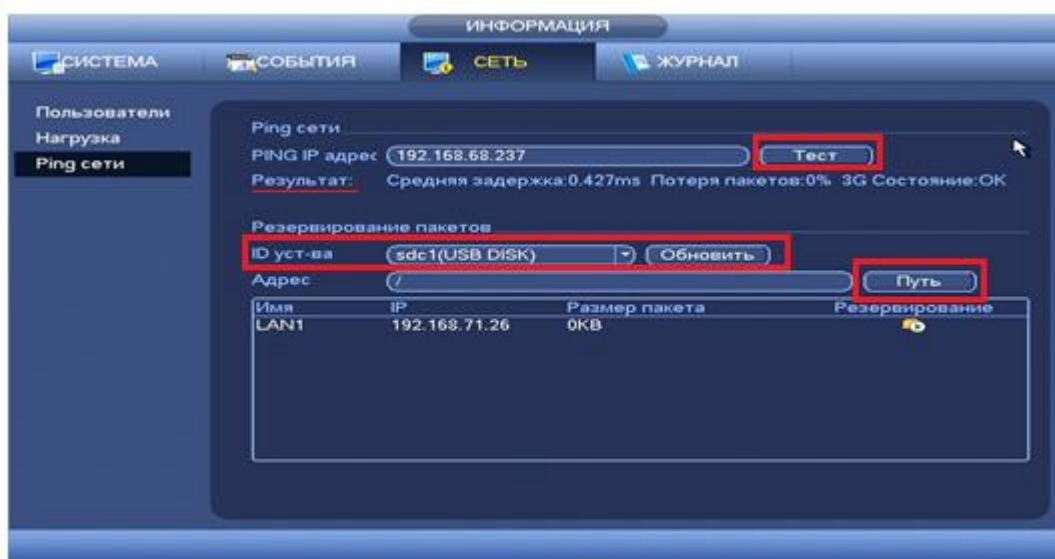 ИНФОРМАЦИЯ
СИСТЕМА СОБЫТИЯ СЕТЬ ЖУРНАЛ
Пользователи
Нагрузка
Ping сети
Ping сети
PING IP адрес 192.168.68.237 Тест
Результат: Средняя задержка:0.427ms Потеря пакетов:0% 3G Состояние:OK
Резервирование пакетов
ID уст-ва sdc1(USB DISK) Обновить
Адрес / Путь
Имя IP Размер пакета Резервирование
LAN1 192.168.71.26 0KB